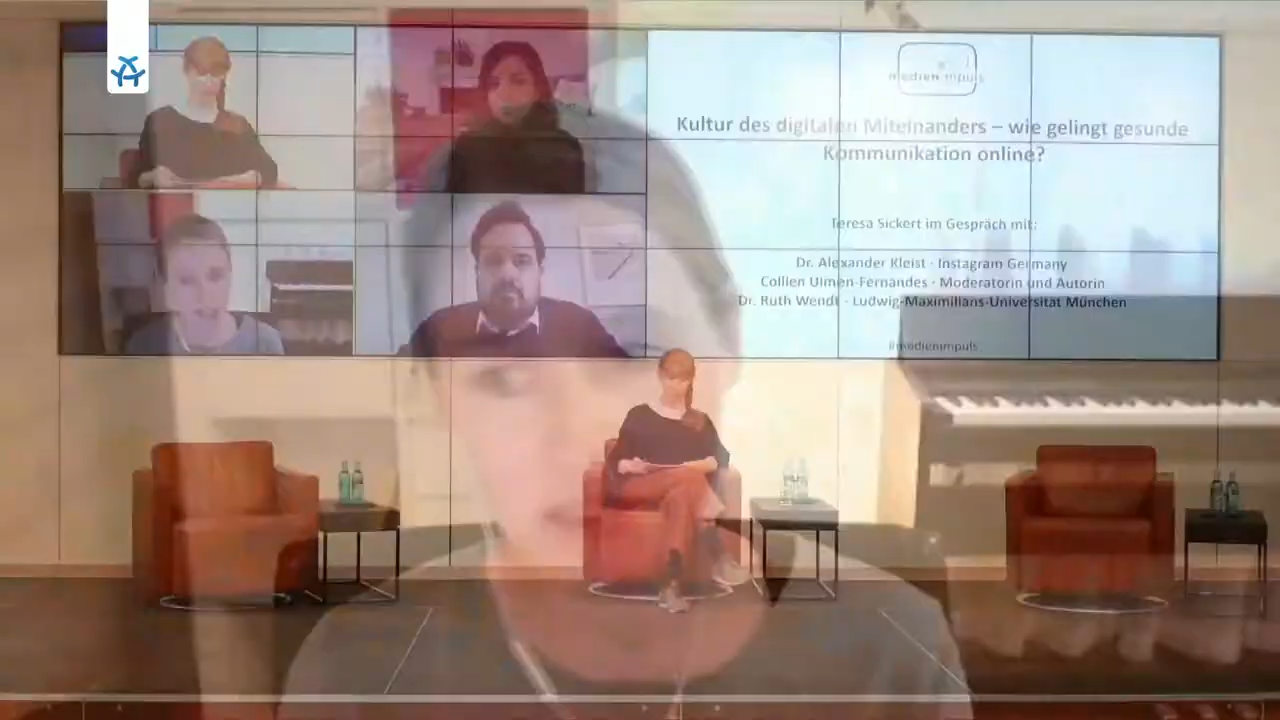 medien impuls
Kultur des digitalen Miteinanders – wie gelingt gesunde
Kommunikation online?
Teresa Sickert im Gespräch mit:
Dr. Alexander Kleist · Instagram Germany
Collien Ulmen-Fernandes · Moderatorin und Autorin
Dr. Ruth Wendt · Ludwig-Maximilians-Universität München
#medienimpuls